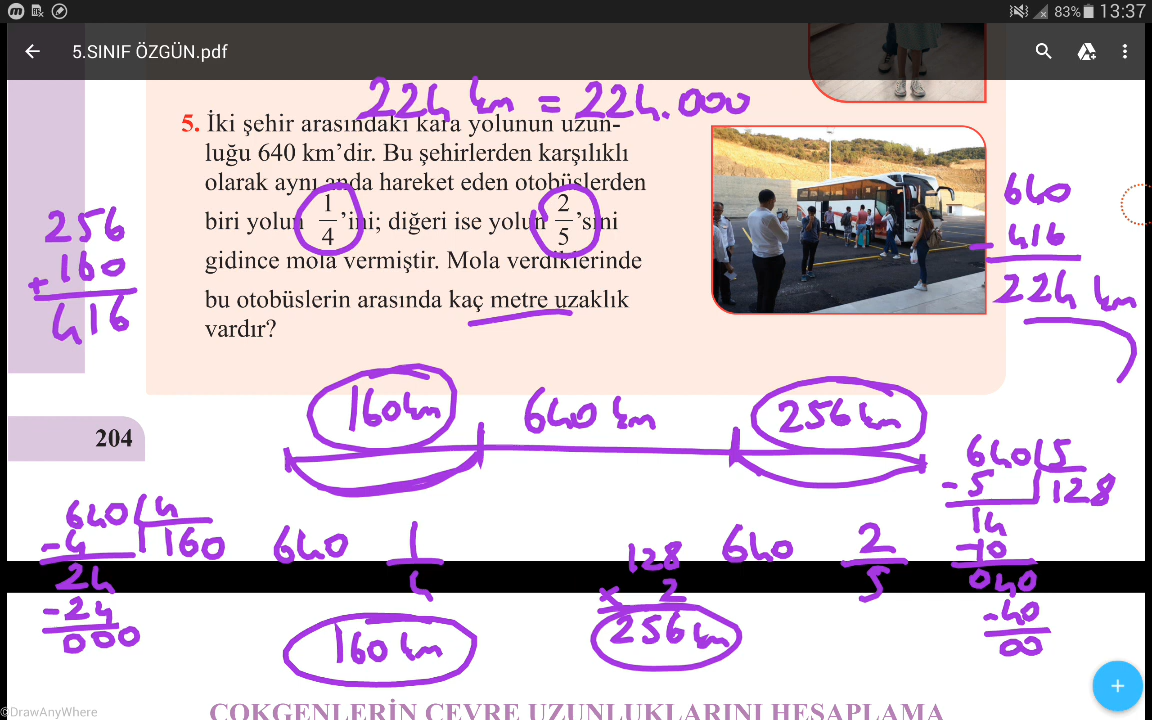 83% 13:37
5.SINIF ÖZGÜN.pdf
224 km = 224.000
5. İki şehir arasındaki kara yolunun uzun-
luğu 640 km’dir. Bu şehirlerden karşılıklı
olarak aynı anda hareket eden otobüslerden
biri yolun 1/4 ’ini; diğeri ise yolun 2/5 ’sini
gidince mola vermiştir. Mola verdiklerinde
bu otobüslerin arasında kaç metre uzaklık
vardır?
256
+ 160
416
640
- 416
224 km
204
160 km 640 km 256 km
640 4
- 4 160
24
- 24
000
640 1/4
160 km
128
x 2
256 km
640 2/5
640 5
- 5 128
14
- 10
040
- 40
00
©DrawAnyWhere
ÇOKGENLERİN ÇEVRE UZUNLUKLARINI HESAPLAMA